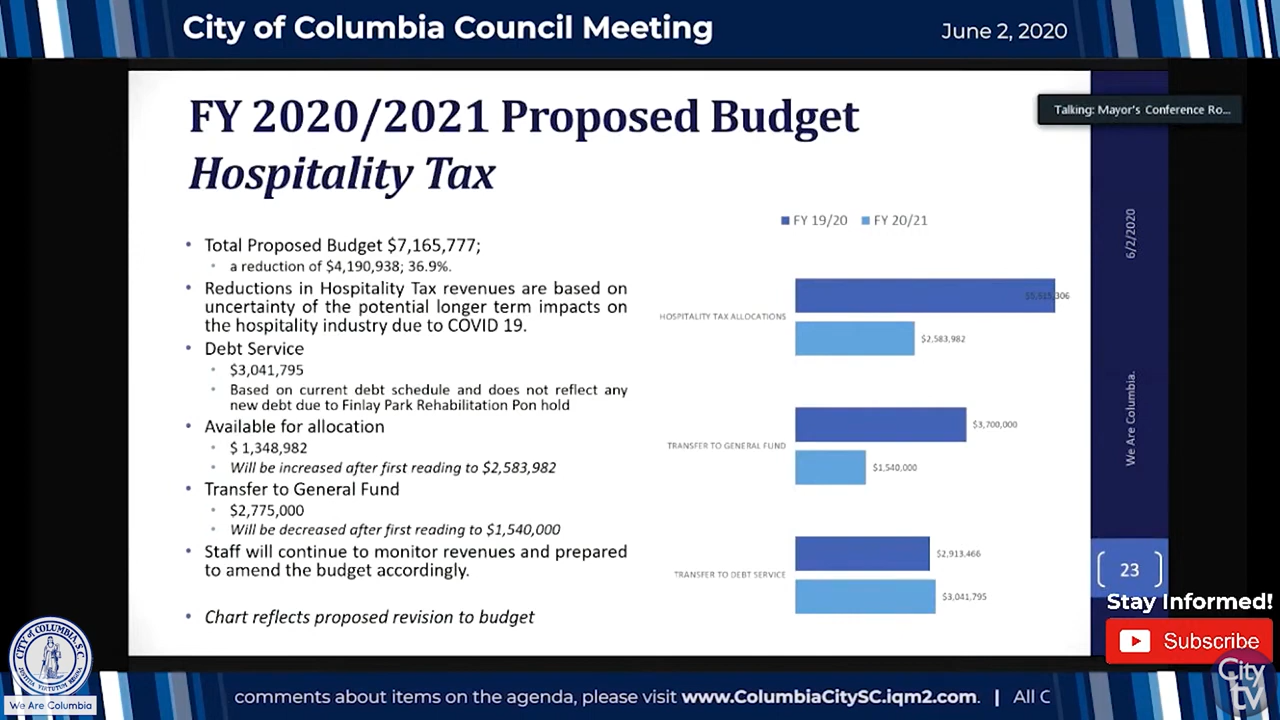 City of Columbia Council Meeting
June 2, 2020
FY 2020/2021 Proposed Budget
Hospitality Tax
Talking: Mayor's Conference Ro...
• Total Proposed Budget $7,165,777;
• a reduction of $4,190,938; 36.9%.
• Reductions in Hospitality Tax revenues are based on
uncertainty of the potential longer term impacts on
the hospitality industry due to COVID 19.
• Debt Service
• $3,041,795
• Based on current debt schedule and does not reflect any
new debt due to Finlay Park Rehabilitation Pon hold
• Available for allocation
• $ 1,348,982
• Will be increased after first reading to $2,583,982
• Transfer to General Fund
• $2,775,000
• Will be decreased after first reading to $1,540,000
• Staff will continue to monitor revenues and prepared
to amend the budget accordingly.
• Chart reflects proposed revision to budget
FY 19/20 FY 20/21
HOSPITALITY TAX ALLOCATIONS
$2,583,982
TRANSFER TO GENERAL FUND
$3,700,000
$1,540,000
TRANSFER TO DEBT SERVICE
$2,913,466
$3,041,795
6/2/2020
We Are Columbia.
23
Stay Informed!
Subscribe
City
tv
CITY OF COLUMBIA, S.C.
We Are Columbia
comments about items on the agenda, please visit www.ColumbiaCitySC.iqm2.com. | All C